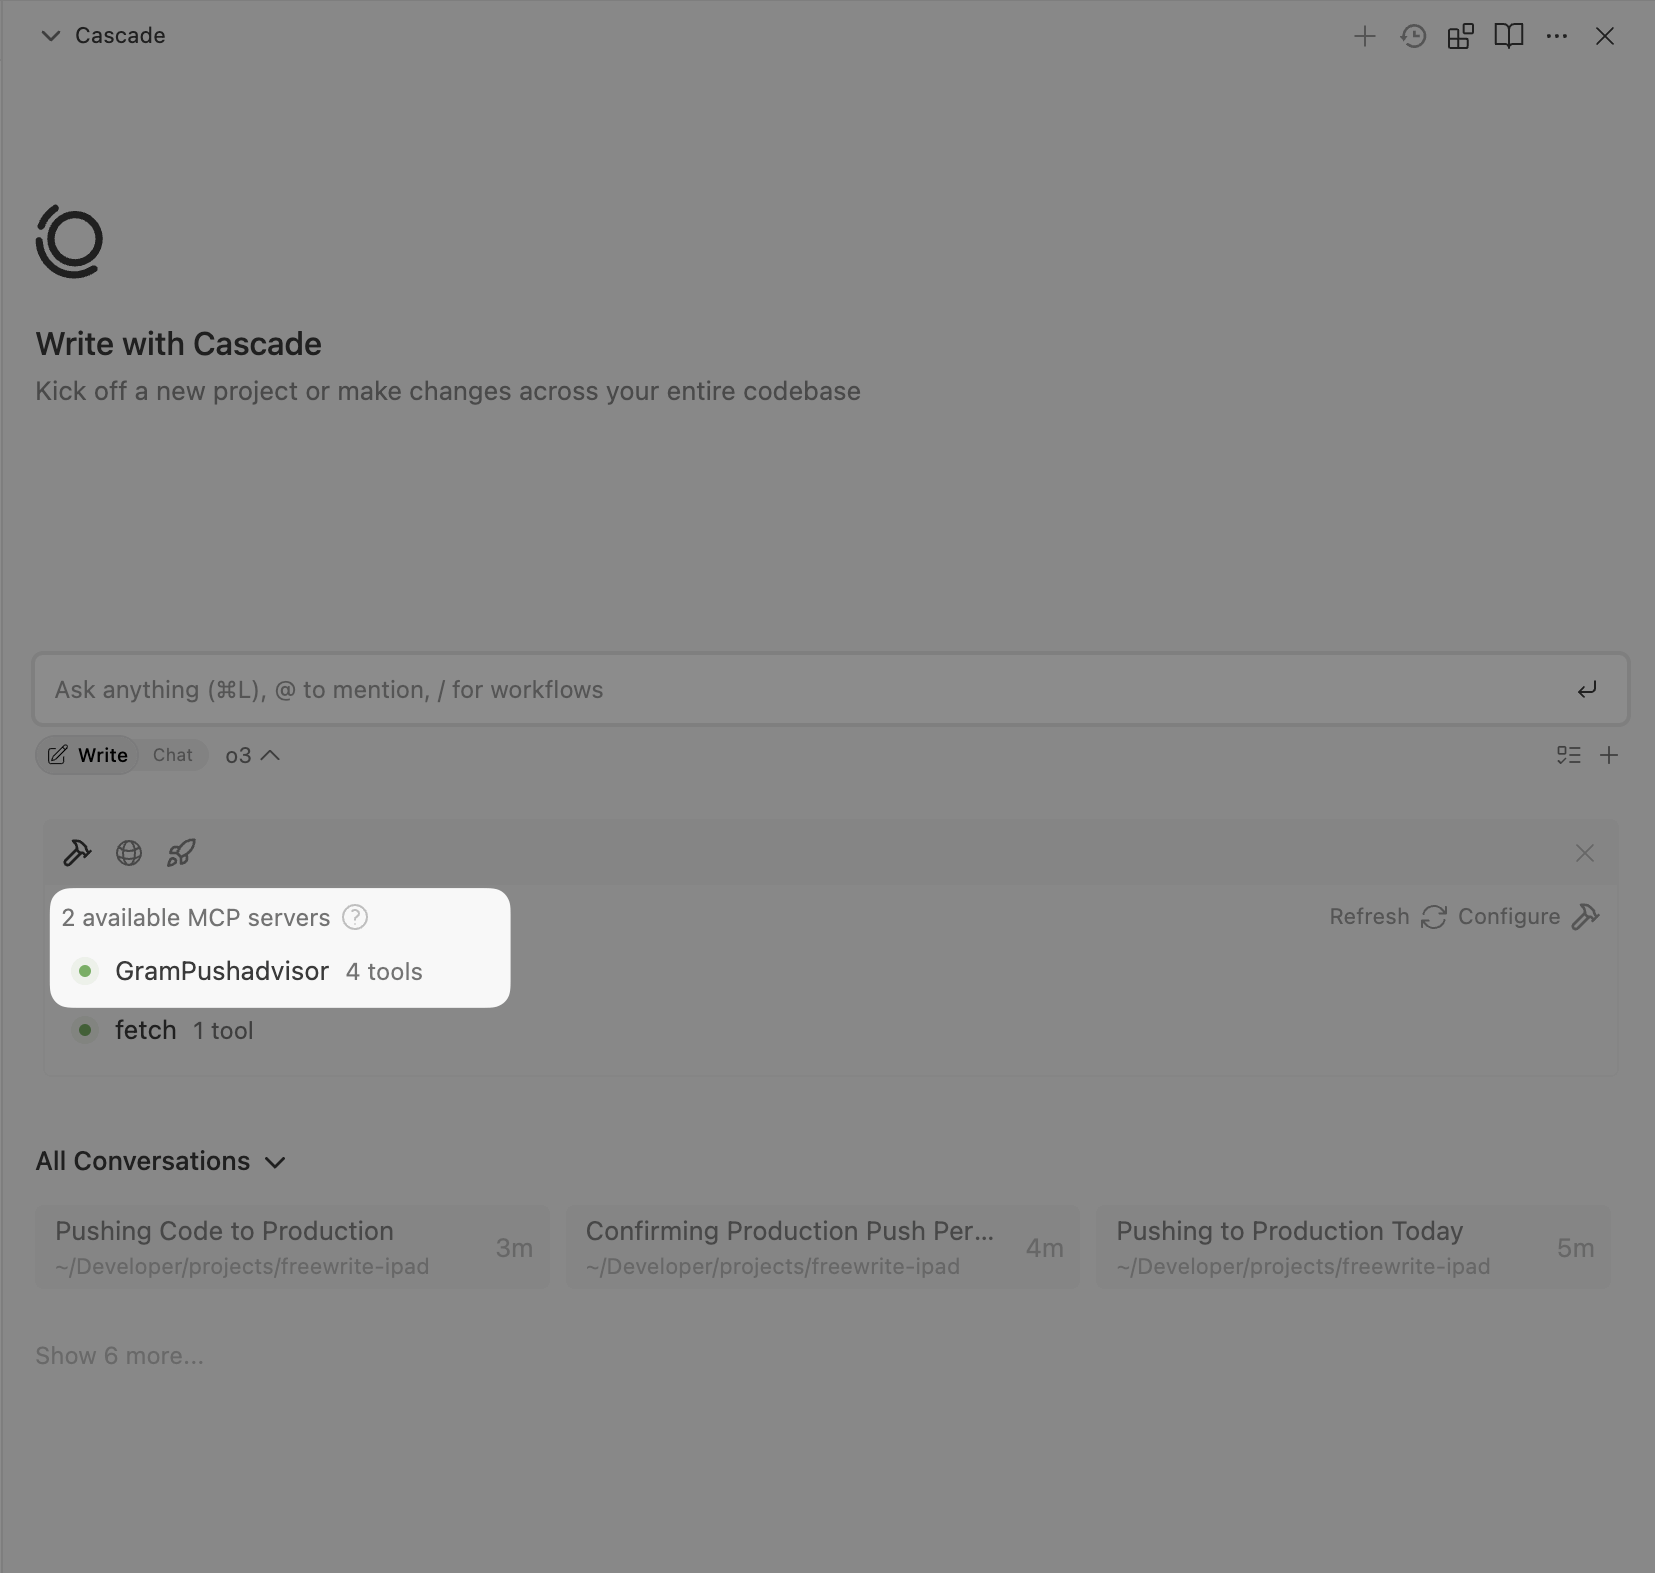 Cascade
Write with Cascade
Kick off a new project or make changes across your entire codebase
Ask anything (⌘L), @ to mention, / for workflows
Write Chat o3
2 available MCP servers ? Refresh Configure
GramPushadvisor 4 tools
fetch 1 tool
All Conversations
Pushing Code to Production
~/Developer/projects/freewrite-ipad
3m
Confirming Production Push Per...
~/Developer/projects/freewrite-ipad
4m
Pushing to Production Today
~/Developer/projects/freewrite-ipad
5m
Show 6 more...